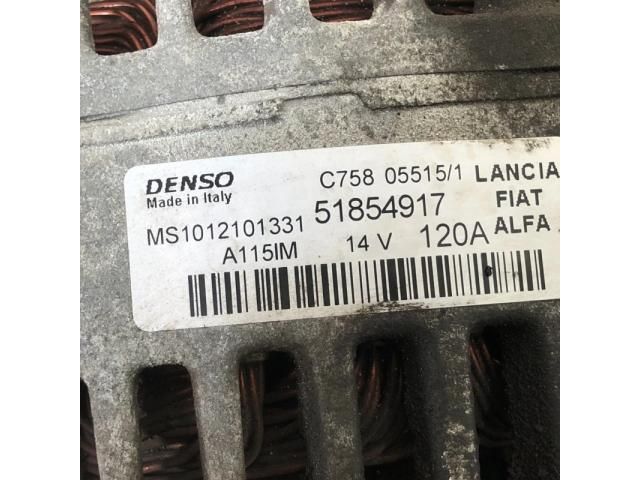 DENSO
Made in Italy
C758 05515/1
LANCIA
FIAT
ALFA
MS1012101331
51854917
A115IM
14 V
120A